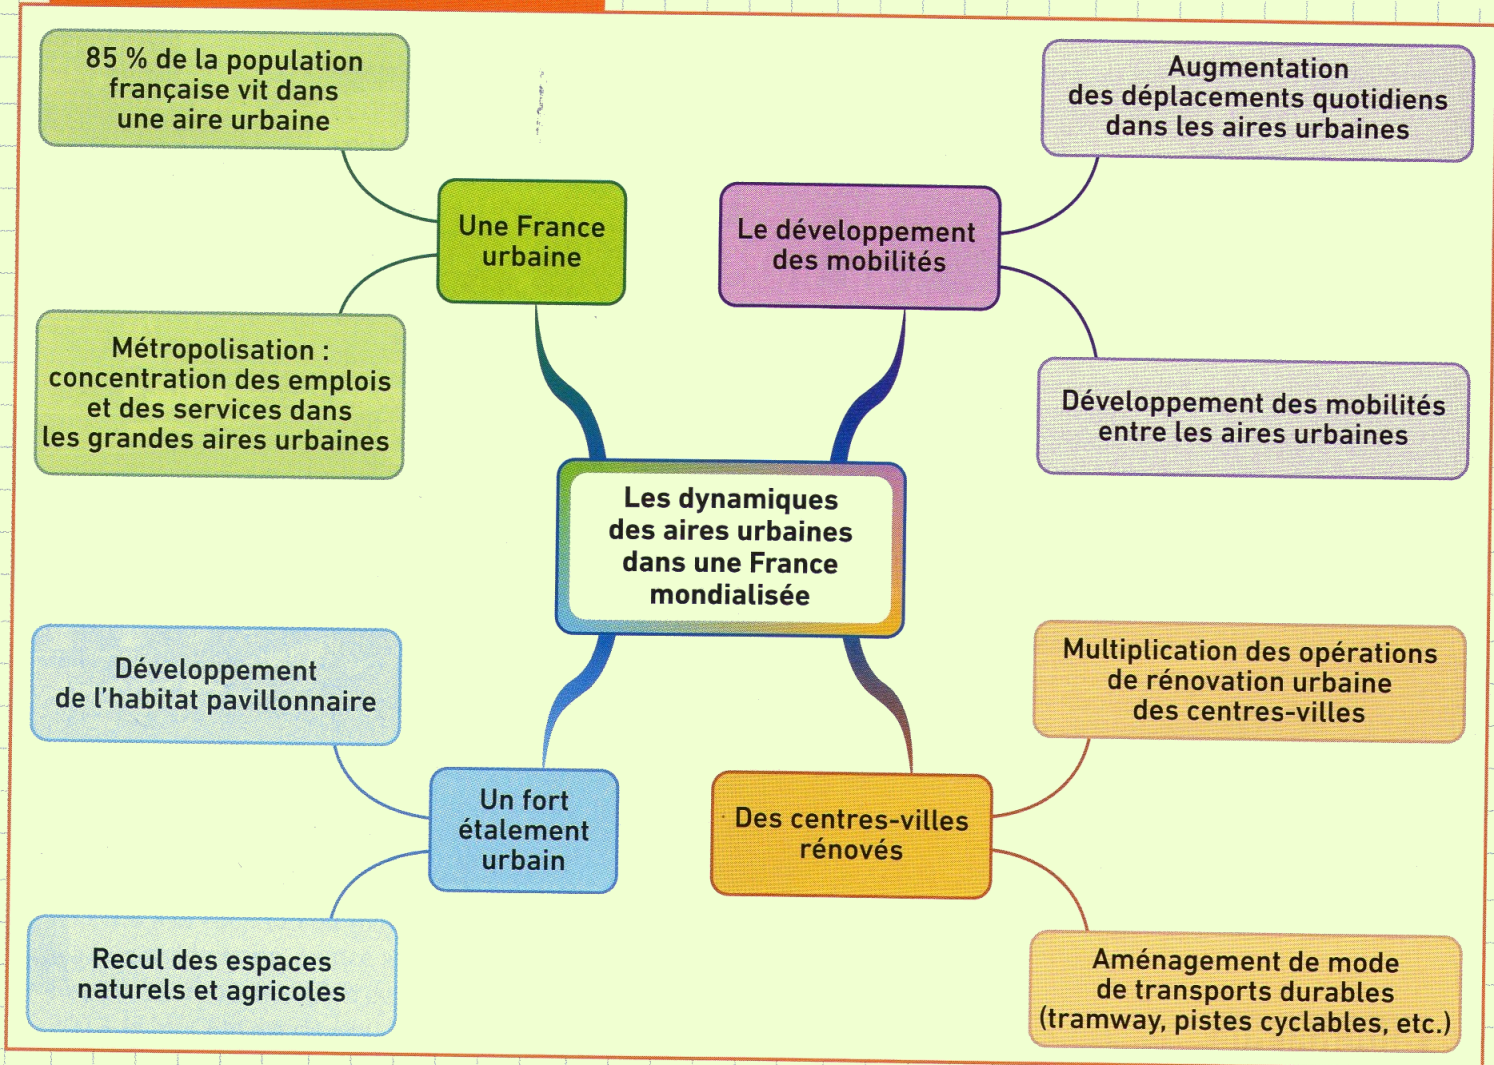 85 % de la population
française vit dans
une aire urbaine
Une France
urbaine
Métropolisation :
concentration des emplois
et des services dans
les grandes aires urbaines
Augmentation
des déplacements quotidiens
dans les aires urbaines
Le développement
des mobilités
Développement des mobilités
entre les aires urbaines
Les dynamiques
des aires urbaines
dans une France
mondialisée
Développement
de l'habitat pavillonnaire
Un fort
étalement
urbain
Recul des espaces
naturels et agricoles
Multiplication des opérations
de rénovation urbaine
des centres-villes
Des centres-villes
rénovés
Aménagement de mode
de transports durables
(tramway, pistes cyclables, etc.)